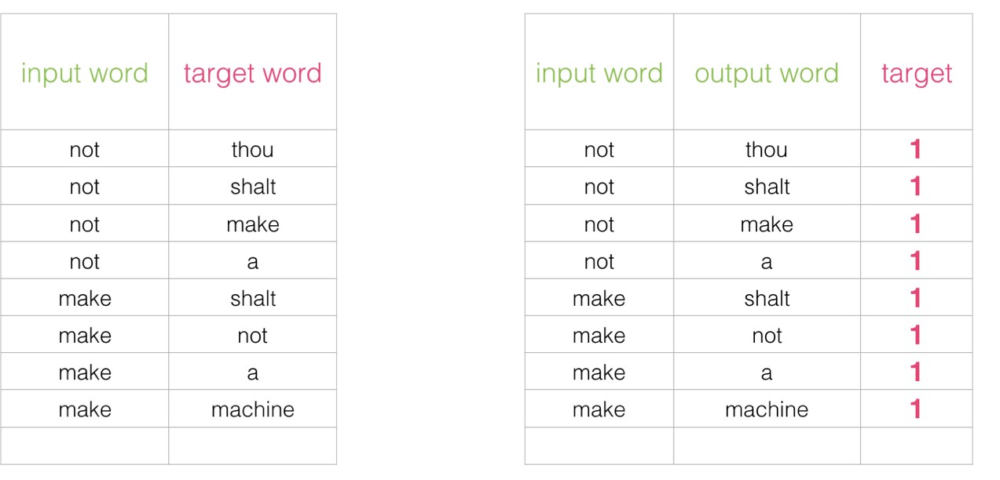 input word target word
not thou
not shalt
not make
not a
make shalt
make not
make a
make machine
input word output word target
not thou 1
not shalt 1
not make 1
not a 1
make shalt 1
make not 1
make a 1
make machine 1